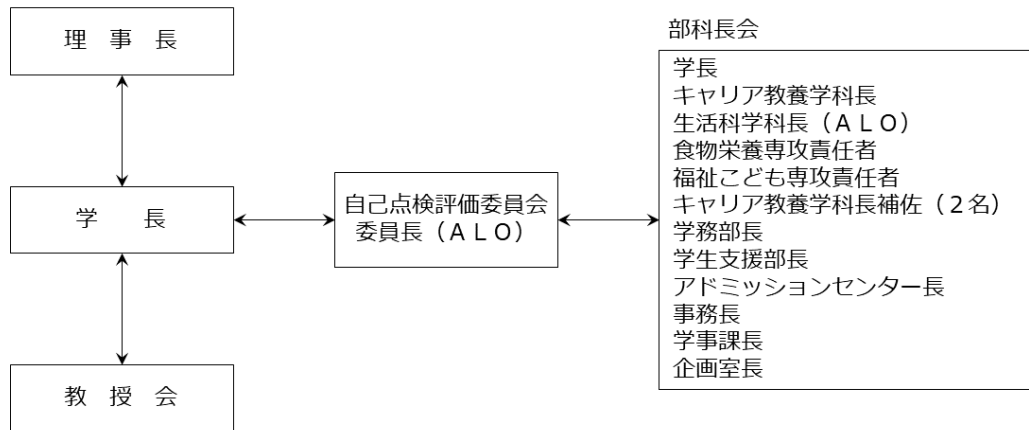 理　事　長
学　　長
教　授　会
自己点検評価委員会
委員長（ＡＬＯ）
部科長会
学長
キャリア教養学科長
生活科学科長（ＡＬＯ）
食物栄養専攻責任者
福祉こども専攻責任者
キャリア教養学科長補佐（２名）
学務部長
学生支援部長
アドミッションセンター長
事務長
学事課長
企画室長